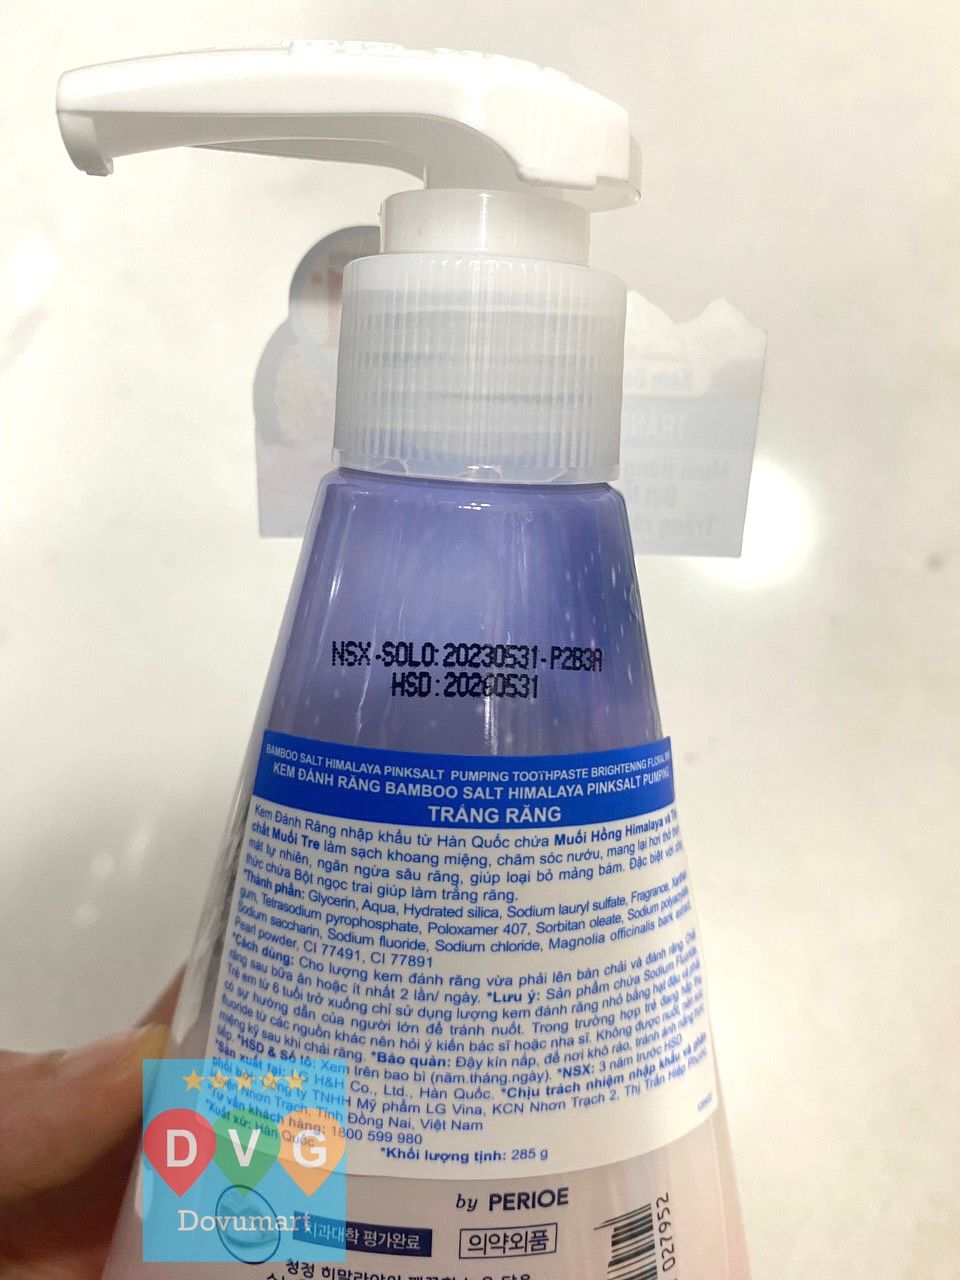 NSX-SOLO: 20230531-P2B3A
HSD: 20260531
BAMBOO SALT HIMALAYA PINKSALT PUMPING TOOTHPASTE BRIGHTENING FLORAL
KEM ĐÁNH RĂNG BAMBOO SALT HIMALAYA PINKSALT PUMPING
TRẮNG RĂNG
Kem Đánh Răng nhập khẩu từ Hàn Quốc chứa Muối Hồng Himalaya và
chất Muối Tre làm sạch khoang miệng, chăm sóc nướu, mang lại hơi thở
mát tự nhiên, ngăn ngừa sâu răng, giúp loại bỏ mảng bám. Đặc biệt với
thức chứa Bột ngọc trai giúp làm trắng răng.
*Thành phần: Glycerin, Aqua, Hydrated silica, Sodium lauryl sulfate, Fragrance, Xanthan
gum, Tetrasodium pyrophosphate, Poloxamer 407, Sorbitan oleate, Sodium polyacrylate,
Sodium saccharin, Sodium fluoride, Sodium chloride, Magnolia officinalis bark extract,
Pearl powder, CI 77491, CI 77891
*Cách dùng: Cho lượng kem đánh răng vừa phải lên bàn chải và đánh răng. Chải
răng sau bữa ăn hoặc ít nhất 2 lần/ ngày. *Lưu ý: Sản phẩm chứa Sodium Fluoride.
Trẻ em từ 6 tuổi trở xuống chỉ sử dụng lượng kem đánh răng nhỏ bằng hạt đậu và phải
có sự hướng dẫn của người lớn để tránh nuốt. Trong trường hợp trẻ đang hấp thụ
fluoride từ các nguồn khác nên hỏi ý kiến bác sĩ hoặc nha sĩ. Không được nuốt, nên súc
miệng kỹ sau khi chải răng. *Bảo quản: Đậy kín nắp, để nơi khô ráo, tránh ánh nắng trực
tiếp. *HSD & Số lô: Xem trên bao bì (năm.tháng.ngày). *NSX: 3 năm trước HSD
*Sản xuất tại: LG H&H Co., Ltd., Hàn Quốc. *Chịu trách nhiệm nhập khẩu và phân
phối bởi: Công ty TNHH Mỹ phẩm LG Vina, KCN Nhơn Trạch 2, Thị Trấn Hiệp Phước,
Huyện Nhơn Trạch, Tỉnh Đồng Nai, Việt Nam
*Tư vấn khách hàng: 1800 599 980
*Xuất xứ: Hàn Quốc
*Khối lượng tịnh: 285 g
by PERIOE
치과대학 평가완료
의약외품
027952
청정 히말라야의
D V G
Dovumart